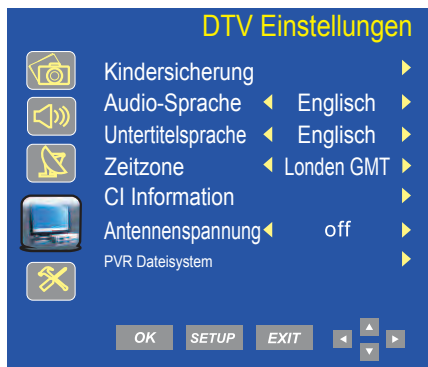 DTV Einstellungen
Kindersicherung
Audio-Sprache Englisch
Untertitelsprache Englisch
Zeitzone Londen GMT
CI Information
Antennenspannung off
PVR Dateisystem
OK SETUP EXIT